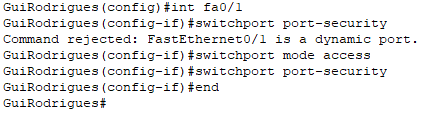 GuiRodrigues(config)#int fa0/1
GuiRodrigues(config-if)#switchport port-security
Command rejected: FastEthernet0/1 is a dynamic port.
GuiRodrigues(config-if)#switchport mode access
GuiRodrigues(config-if)#switchport port-security
GuiRodrigues(config-if)#end
GuiRodrigues#